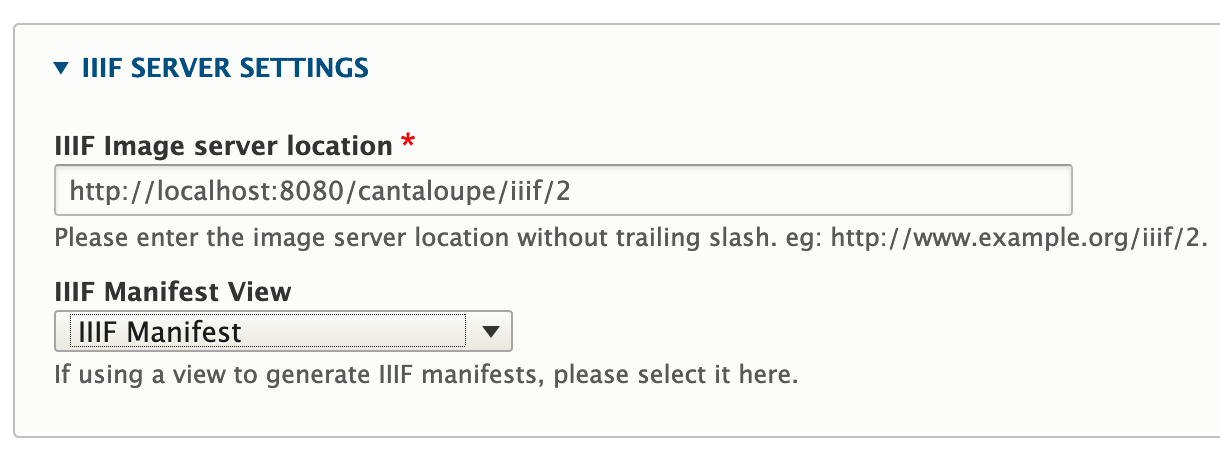 IIIF SERVER SETTINGS
IIIF Image server location *
http://localhost:8080/cantaloupe/iiif/2
Please enter the image server location without trailing slash. eg: http://www.example.org/iiif/2.
IIIF Manifest View
IIIF Manifest
If using a view to generate IIIF manifests, please select it here.